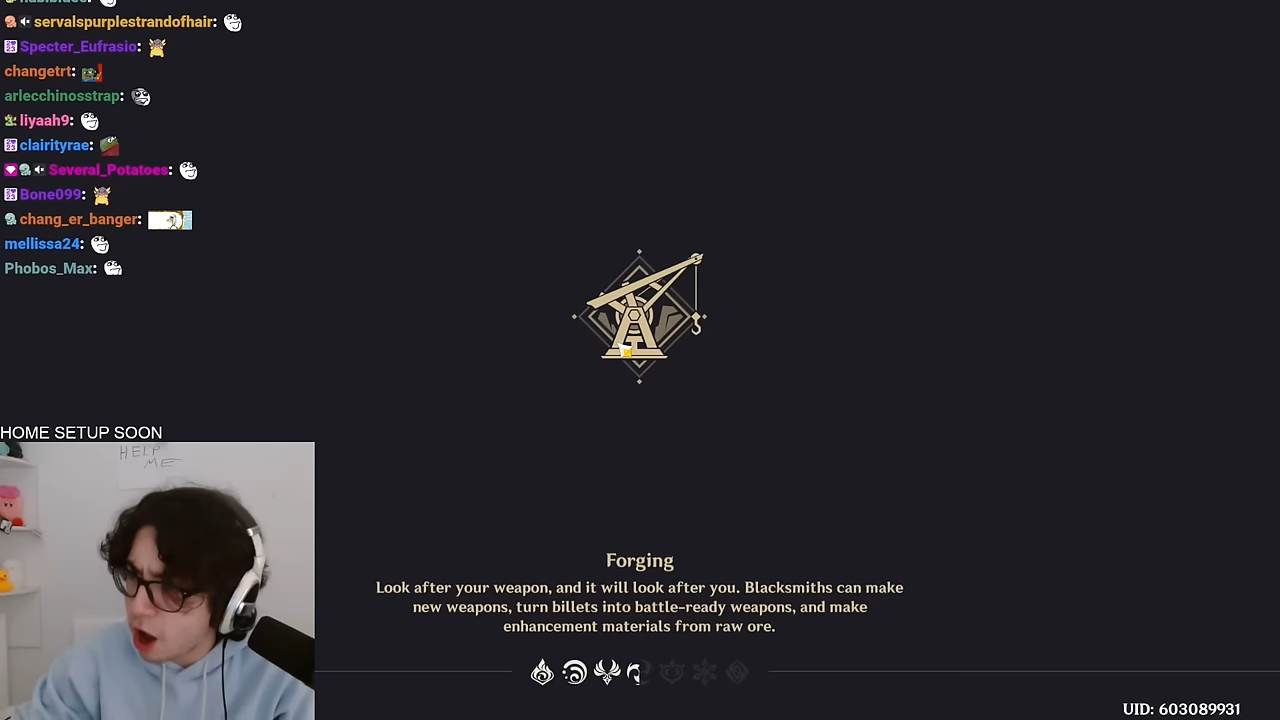 servalspurplestrandofhair:
Specter_Eufrasio:
changetrt:
arlecchinosstrap:
liyaah9:
clairityrae:
Several_Potatoes:
Bone099:
chang_er_banger:
mellissa24:
Phobos_Max:
HOME SETUP SOON
HELP
ME
Forging
Look after your weapon, and it will look after you. Blacksmiths can make
new weapons, turn billets into battle-ready weapons, and make
enhancement materials from raw ore.
UID: 603089931